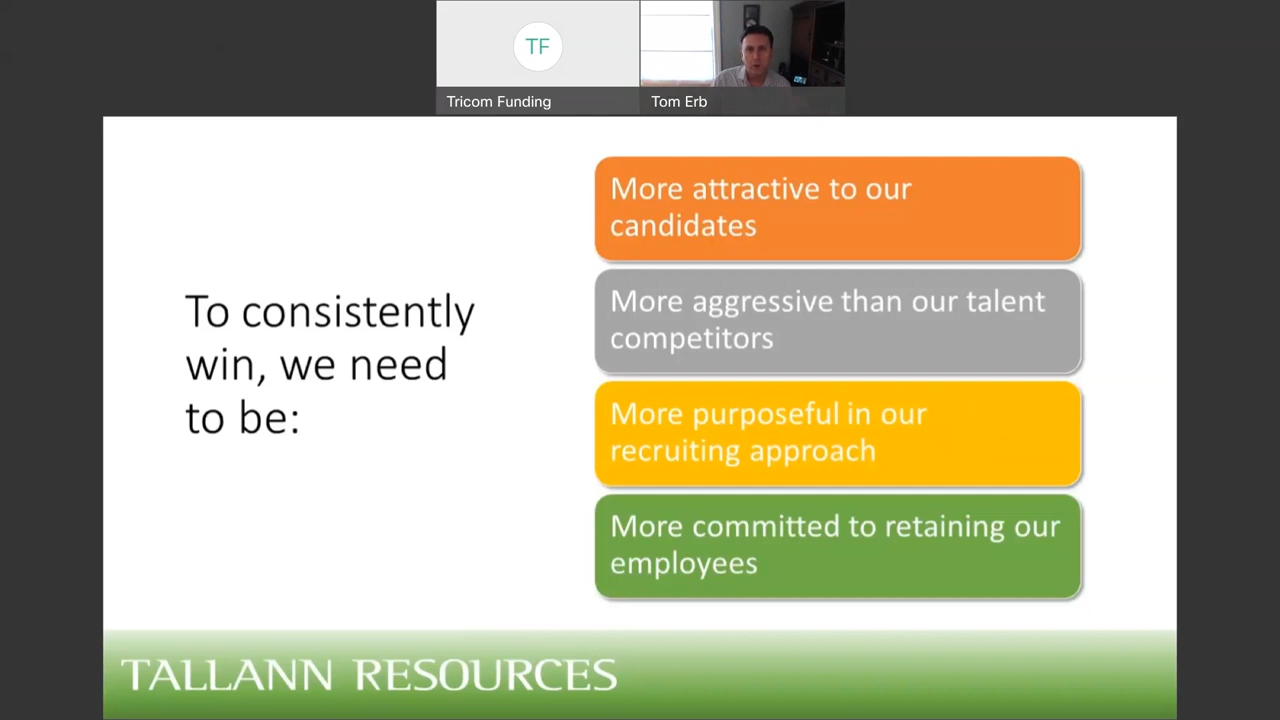 TF
Tricom Funding
Tom Erb
To consistently
win, we need
to be:
More attractive to our
candidates
More aggressive than our talent
competitors
More purposeful in our
recruiting approach
More committed to retaining our
employees
TALLANN RESOURCES